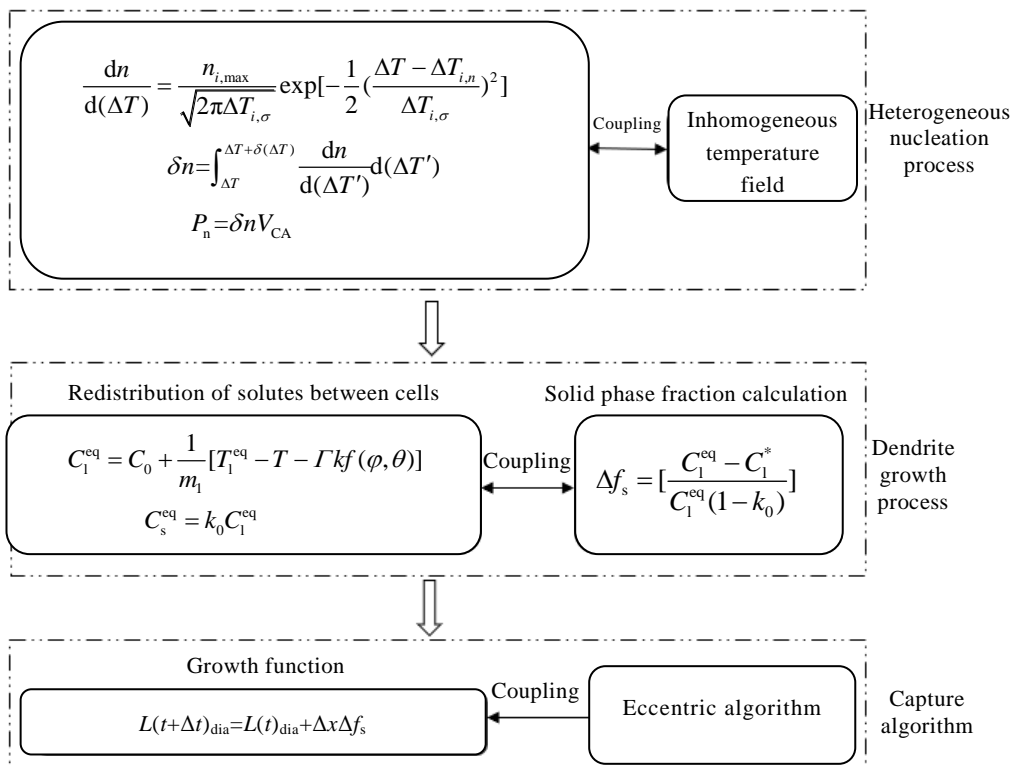 dn/d(ΔT) = n_{i,max}/√(2πΔT_{i,σ}) exp[−1/2((ΔT − ΔT_{i,n})/ΔT_{i,σ})²]
δn=∫_{ΔT}^{ΔT+δ(ΔT)} dn/d(ΔT′) d(ΔT′)
P_n=δnV_CA
Coupling
Inhomogeneous
temperature
field
Heterogeneous
nucleation
process
Redistribution of solutes between cells
C_l^{eq} = C_0 + 1/m_l [T_l^{eq} − T − Γkf(φ,θ)]
C_s^{eq} = k_0C_l^{eq}
Coupling
Solid phase fraction calculation
Δf_s = [(C_l^{eq} − C_l^*)/(C_l^{eq}(1 − k_0))]
Dendrite
growth
process
Growth function
L(t+Δt)_dia=L(t)_dia+ΔxΔf_s
Coupling
Eccentric algorithm
Capture
algorithm